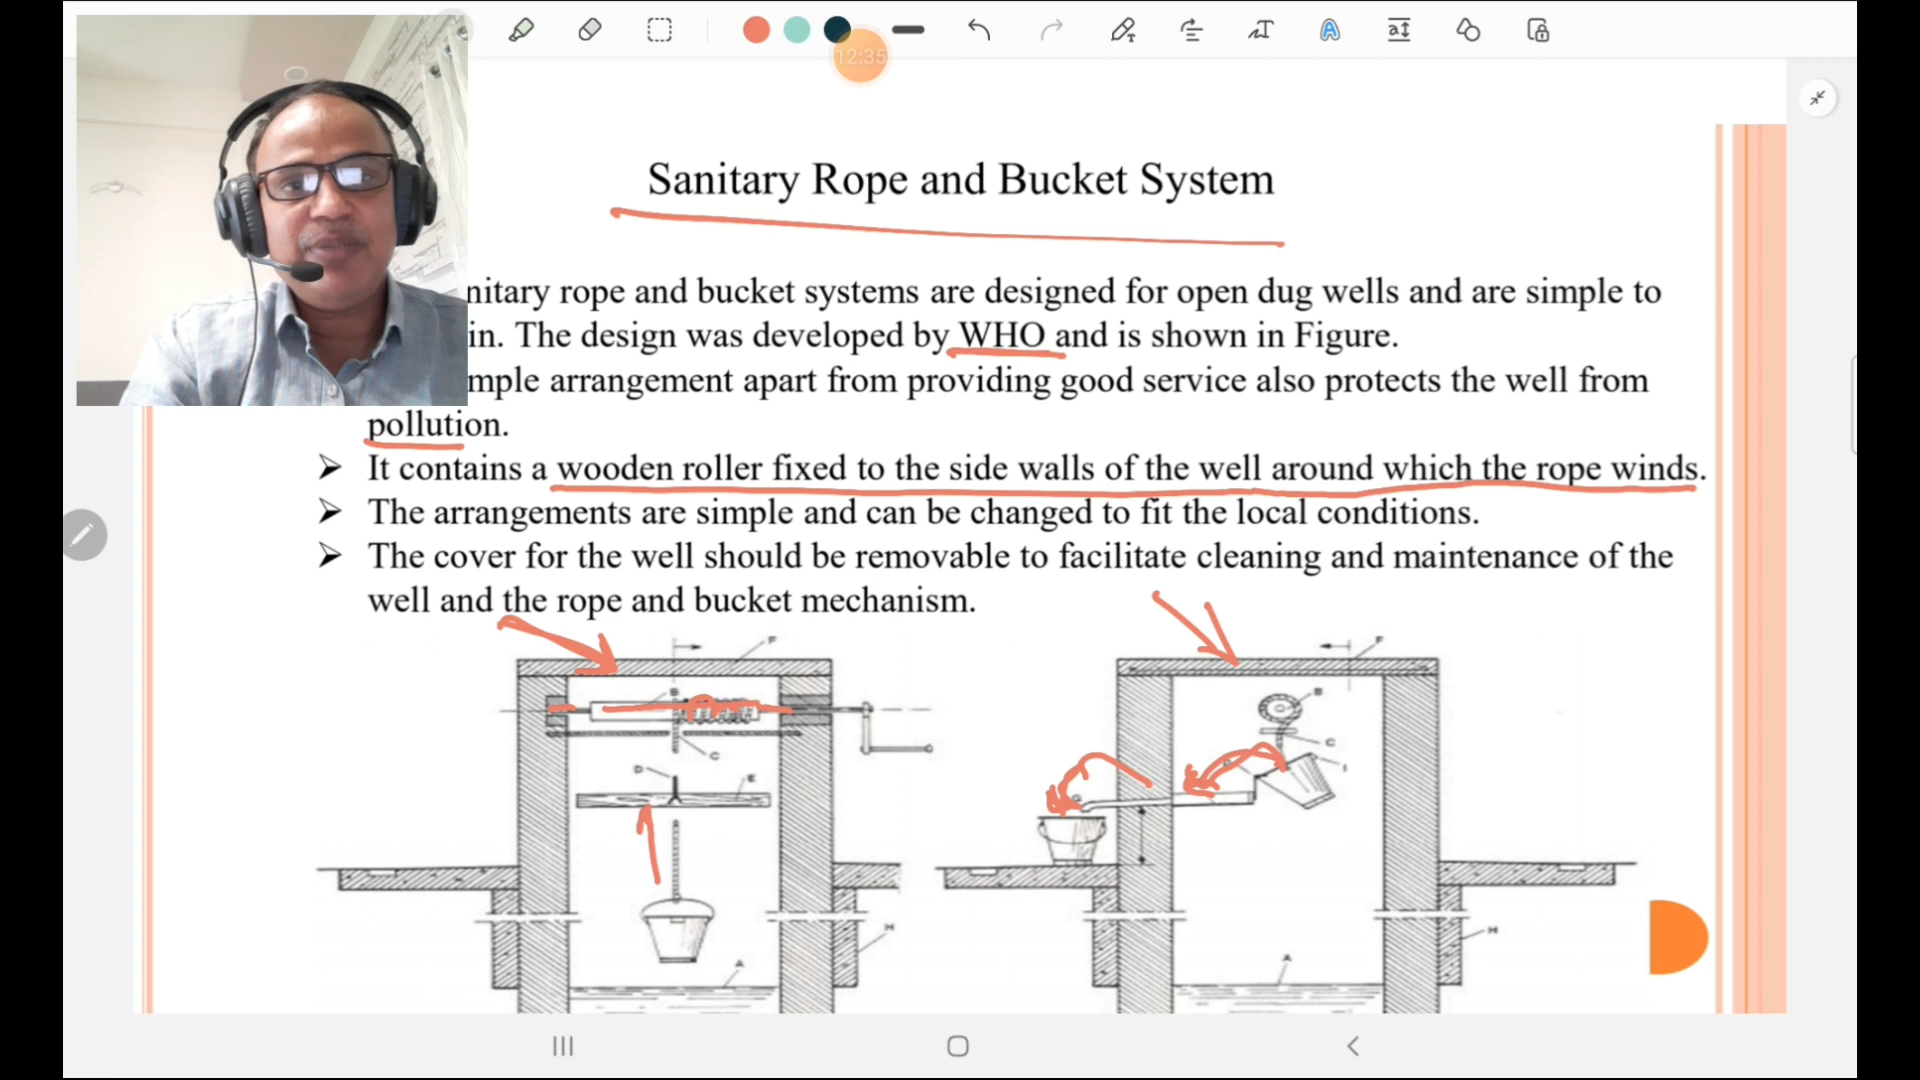 12:35
Sanitary Rope and Bucket System
nitary rope and bucket systems are designed for open dug wells and are simple to
in. The design was developed by WHO and is shown in Figure.
mple arrangement apart from providing good service also protects the well from
pollution.
➢ It contains a wooden roller fixed to the side walls of the well around which the rope winds.
➢ The arrangements are simple and can be changed to fit the local conditions.
➢ The cover for the well should be removable to facilitate cleaning and maintenance of the
well and the rope and bucket mechanism.
F
B
C
D
E
H
A
F
B
C
I
G
H
A